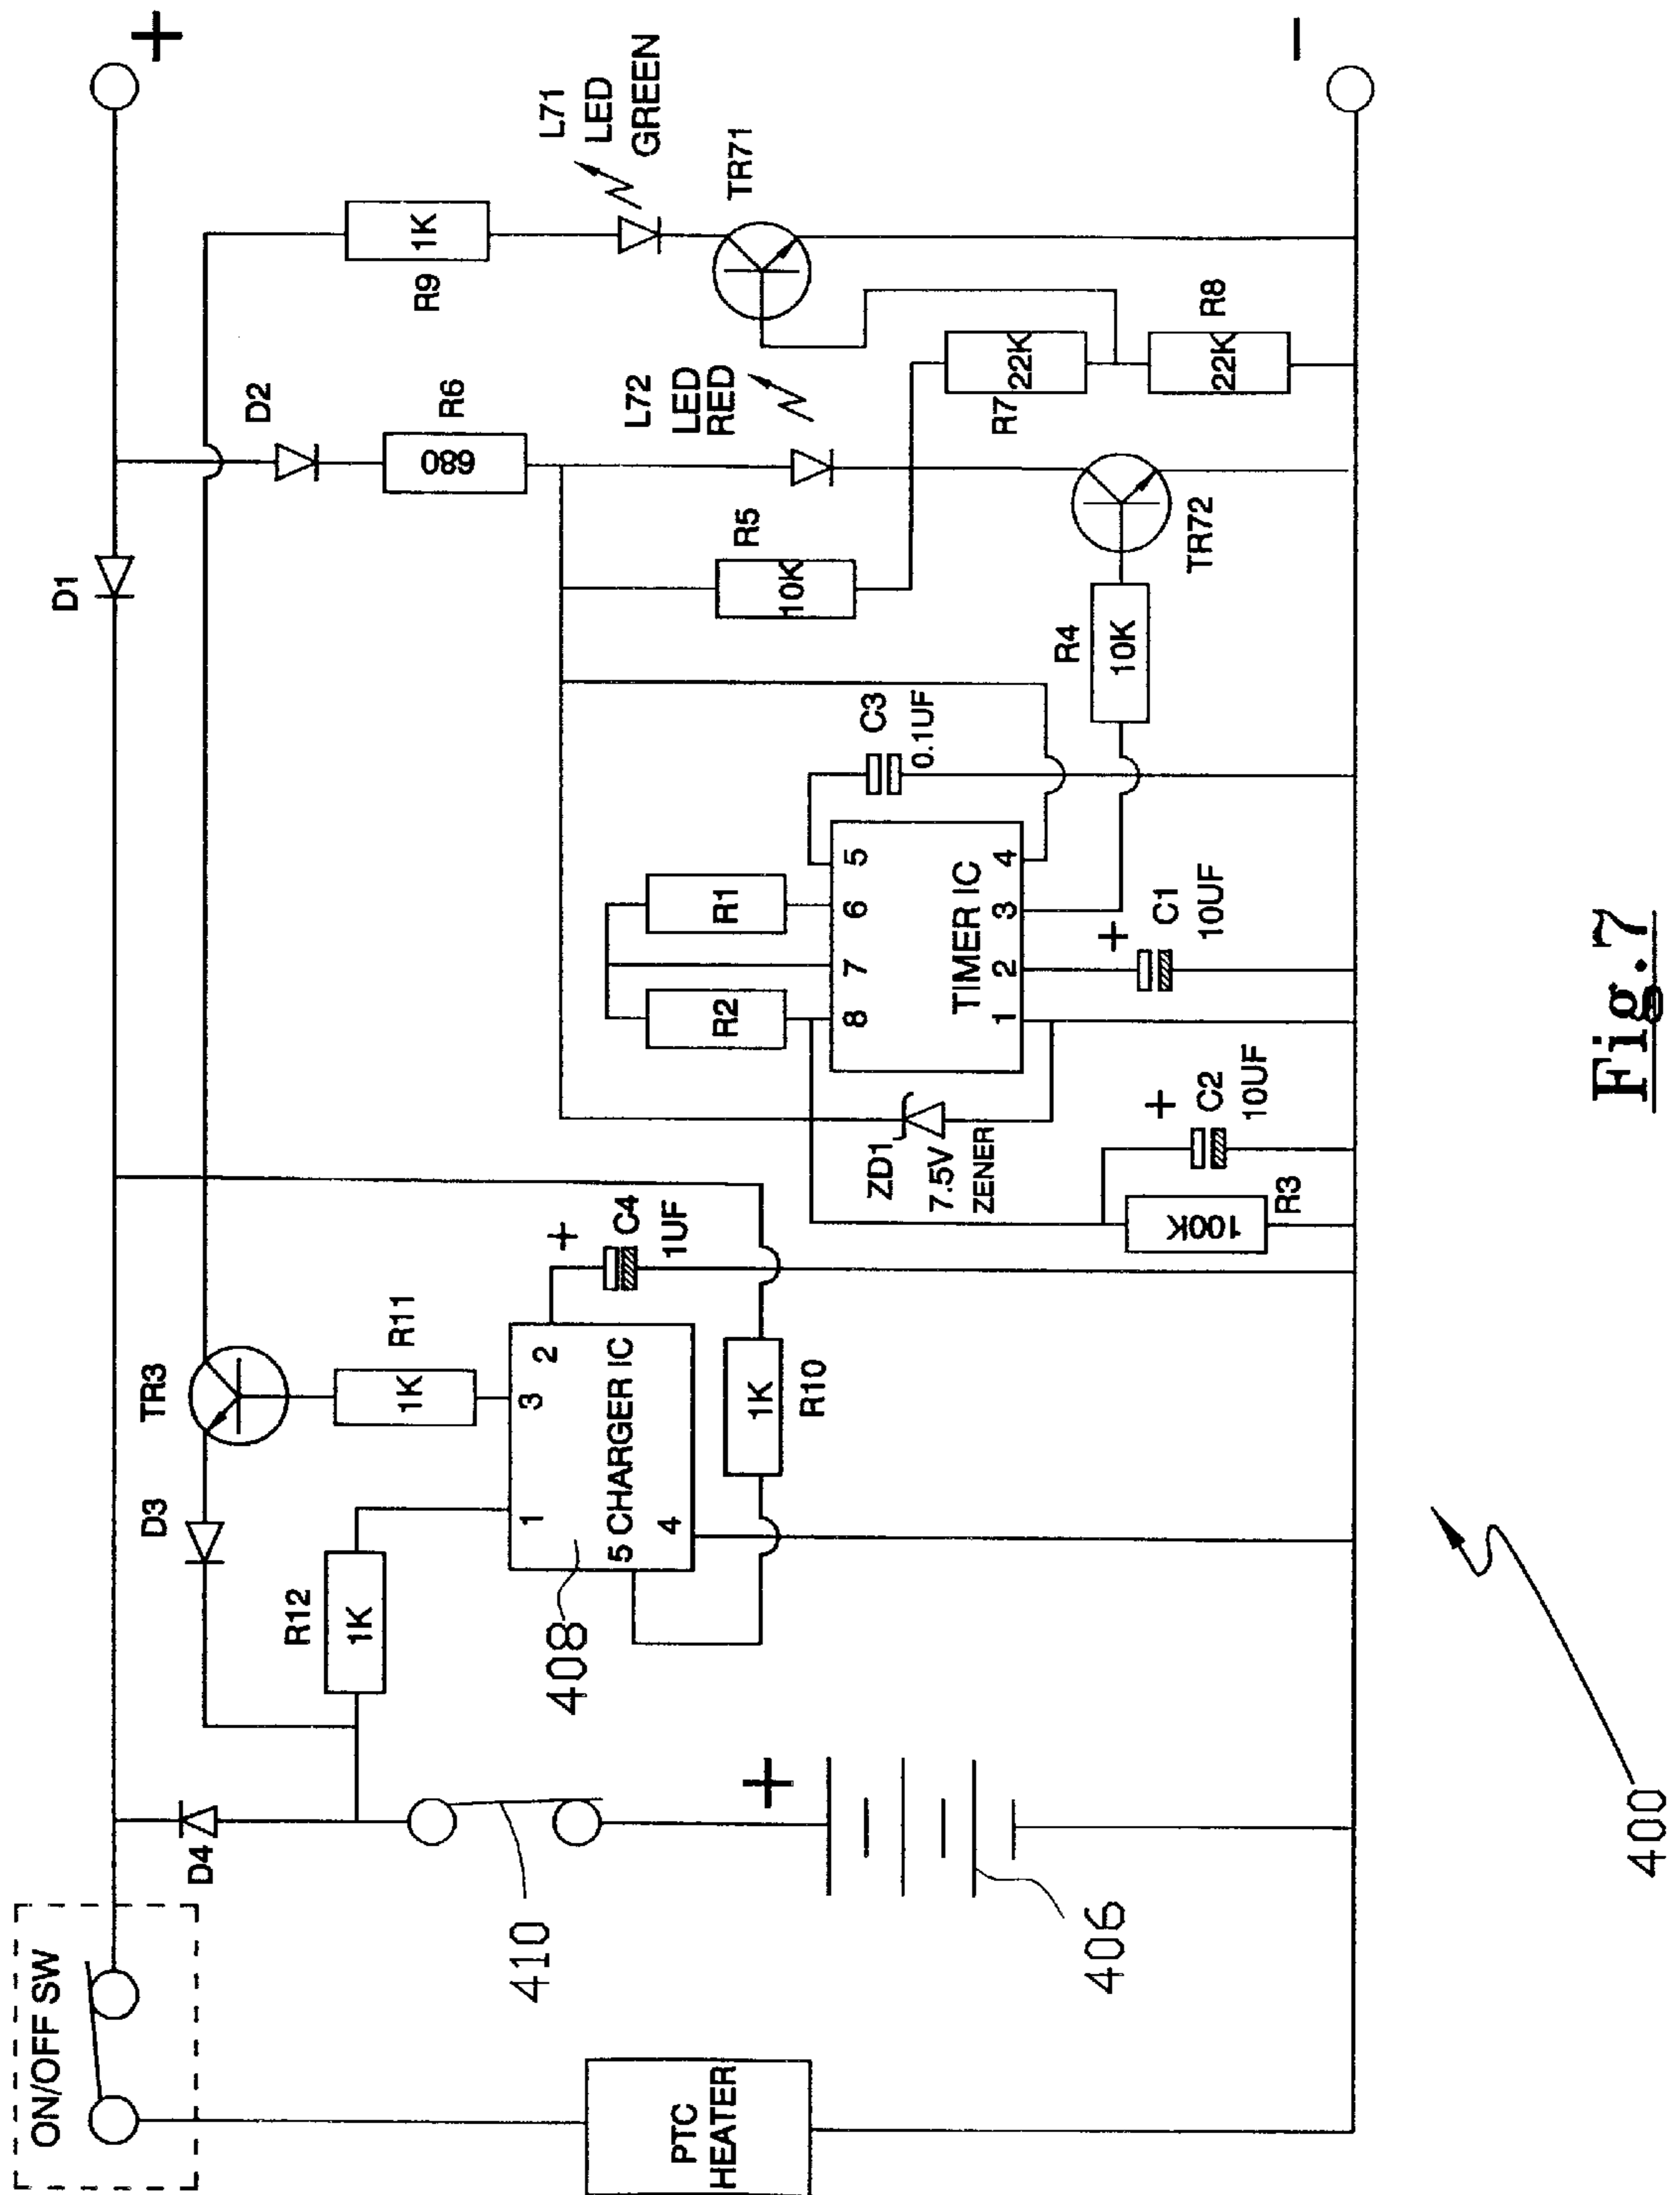 ON/OFF SW
PTC
HEATER
D4
410
+
406
D3
TR3
R12
1K
R11
1K
1
3
2
5 CHARGER IC
4
408
+
C4
1UF
1K
R10
D1
+
D2
R6
680
R9
1K
L71
LED
GREEN
TR71
L72
LED
RED
R5
10K
R7
22K
R8
22K
TR72
R4
10K
C3
0.1UF
R2
R1
8
7
6
5
TIMER IC
1
2
3
4
ZD1
7.5V
ZENER
+
C1
10UF
+
C2
10UF
100K
R3
−
400
Fig.7